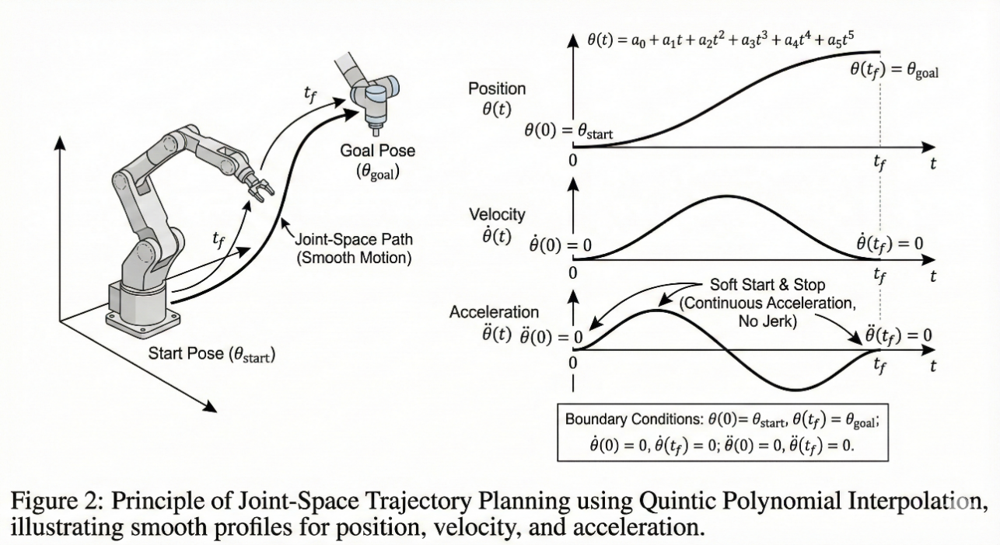 t_f
Goal Pose
(θ_goal)
Joint-Space Path
(Smooth Motion)
t_f
Start Pose (θ_start)
θ(t) = a₀ + a₁t + a₂t² + a₃t³ + a₄t⁴ + a₅t⁵
θ(t_f) = θ_goal
Position
θ(t)
θ(0) = θ_start
0
t_f
t
Velocity
θ̇(t)
θ̇(0) = 0
θ̇(t_f) = 0
0
t_f
t
Soft Start & Stop
(Continuous Acceleration,
No Jerk)
Acceleration
θ̈(t)
θ̈(0) = 0
θ̈(t_f) = 0
0
t_f
t
Boundary Conditions: θ(0)= θ_start, θ(t_f) = θ_goal;
θ̇(0) = 0, θ̇(t_f) = 0; θ̈(0) = 0, θ̈(t_f) = 0.
Figure 2: Principle of Joint-Space Trajectory Planning using Quintic Polynomial Interpolation,
illustrating smooth profiles for position, velocity, and acceleration.